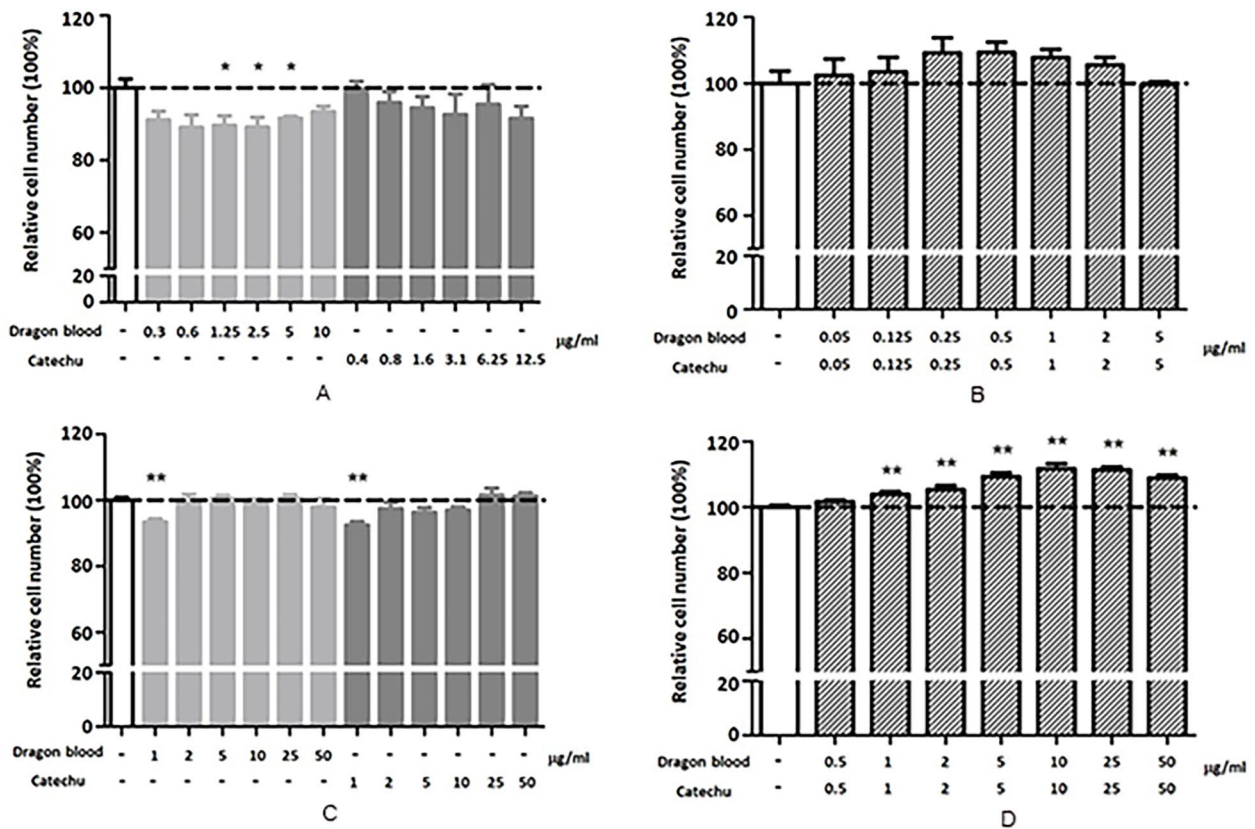 Relative cell number (100%)
120
100
80
60
20
0
* * *
Dragon blood - 0.3 0.6 1.25 2.5 5 10 - - - - - -
Catechu - - - - - - - 0.4 0.8 1.6 3.1 6.25 12.5
µg/ml
A
Relative cell number (100%)
120
100
80
60
20
0
Dragon blood - 0.05 0.125 0.25 0.5 1 2 5
Catechu - 0.05 0.125 0.25 0.5 1 2 5
µg/ml
B
Relative cell number (100%)
120
100
80
60
20
0
** **
Dragon blood - 1 2 5 10 25 50 - - - - - -
Catechu - - - - - - - 1 2 5 10 25 50
µg/ml
C
Relative cell number (100%)
120
100
80
60
20
0
** ** ** ** ** **
Dragon blood - 0.5 1 2 5 10 25 50
Catechu - 0.5 1 2 5 10 25 50
µg/ml
D